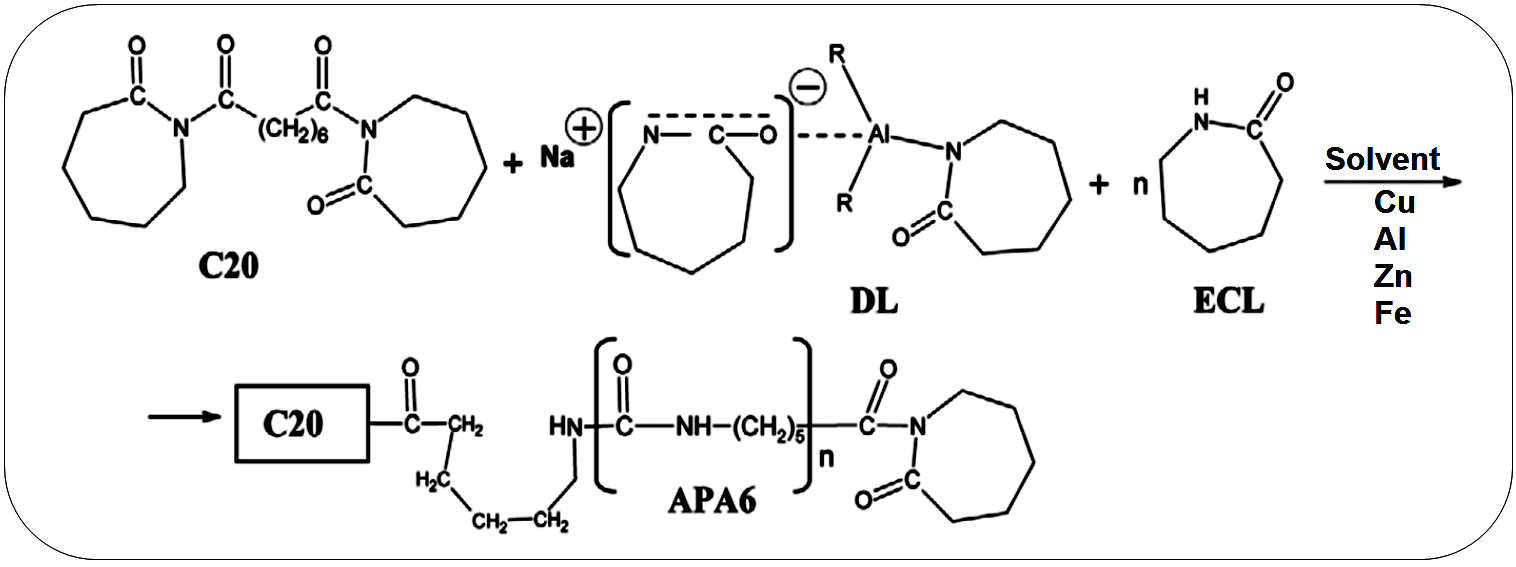 O O O
C N C (CH₂)₆ C N C O
+ Na⊕ [ N C O ]⊖ R Al R N C O
+ n H N C O
Solvent
Cu
Al
Zn
Fe
C20 DL ECL
C20 O C CH₂ H₂C CH₂ CH₂ HN ( O C NH (CH₂)₅ )n O C N C O
APA6